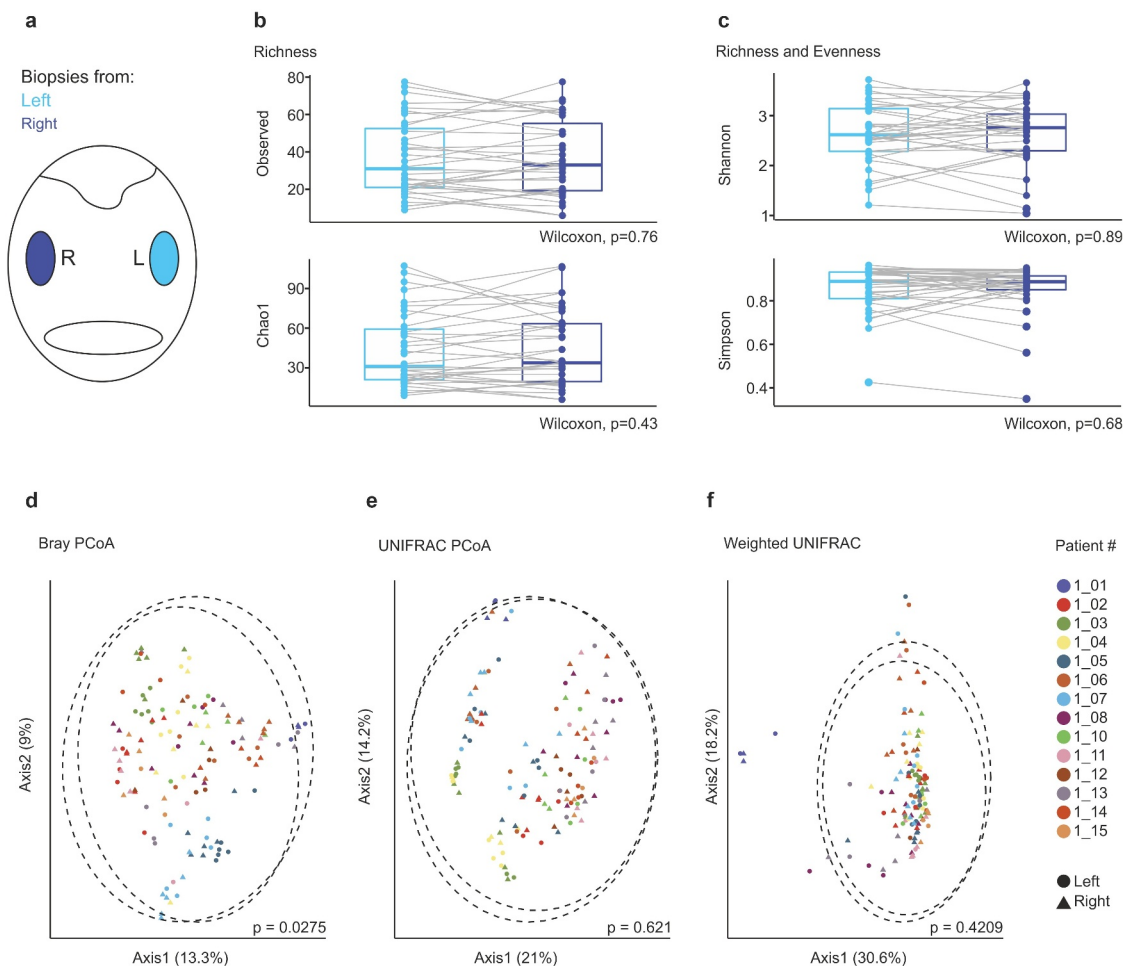 a
Biopsies from:
Left
Right
R
L
b
Richness
Observed
80
60
40
20
Wilcoxon, p=0.76
Chao1
90
60
30
Wilcoxon, p=0.43
c
Richness and Evenness
Shannon
3
2
1
Wilcoxon, p=0.89
Simpson
0.8
0.6
0.4
Wilcoxon, p=0.68
d
Bray PCoA
Axis2 (9%)
p = 0.0275
Axis1 (13.3%)
e
UNIFRAC PCoA
Axis2 (14.2%)
p = 0.621
Axis1 (21%)
f
Weighted UNIFRAC
Axis2 (18.2%)
p = 0.4209
Axis1 (30.6%)
Patient #
1_01
1_02
1_03
1_04
1_05
1_06
1_07
1_08
1_10
1_11
1_12
1_13
1_14
1_15
Left
Right